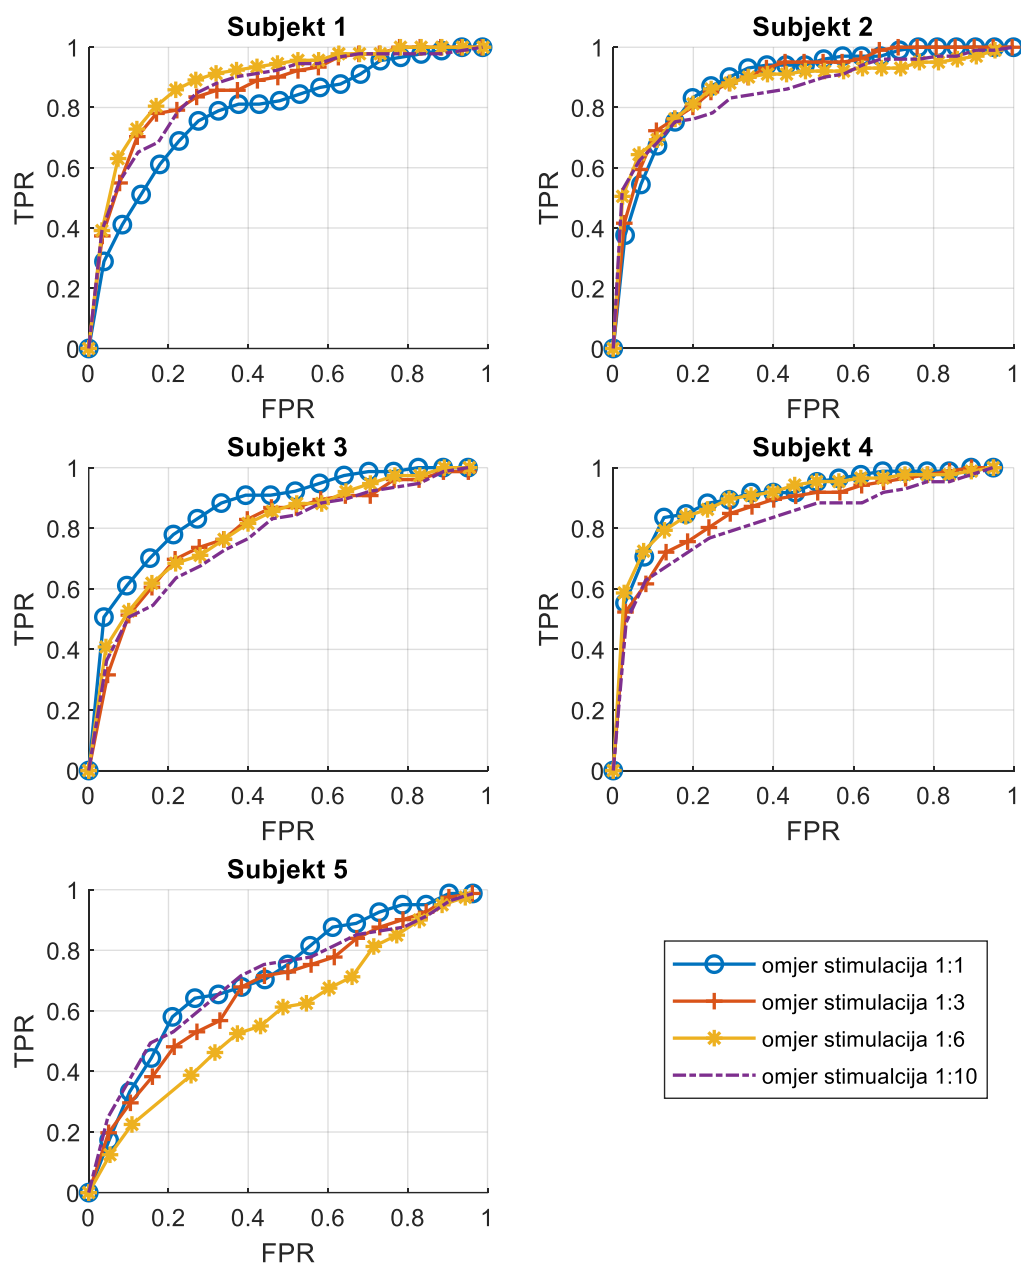 Subjekt 1
1
0.8
0.6
0.4
0.2
0
TPR
0 0.2 0.4 0.6 0.8 1
FPR
Subjekt 2
1
0.8
0.6
0.4
0.2
0
TPR
0 0.2 0.4 0.6 0.8 1
FPR
Subjekt 3
1
0.8
0.6
0.4
0.2
0
TPR
0 0.2 0.4 0.6 0.8 1
FPR
Subjekt 4
1
0.8
0.6
0.4
0.2
0
TPR
0 0.2 0.4 0.6 0.8 1
FPR
Subjekt 5
1
0.8
0.6
0.4
0.2
0
TPR
0 0.2 0.4 0.6 0.8 1
FPR
omjer stimulacija 1:1
omjer stimulacija 1:3
omjer stimulacija 1:6
omjer stimualcija 1:10